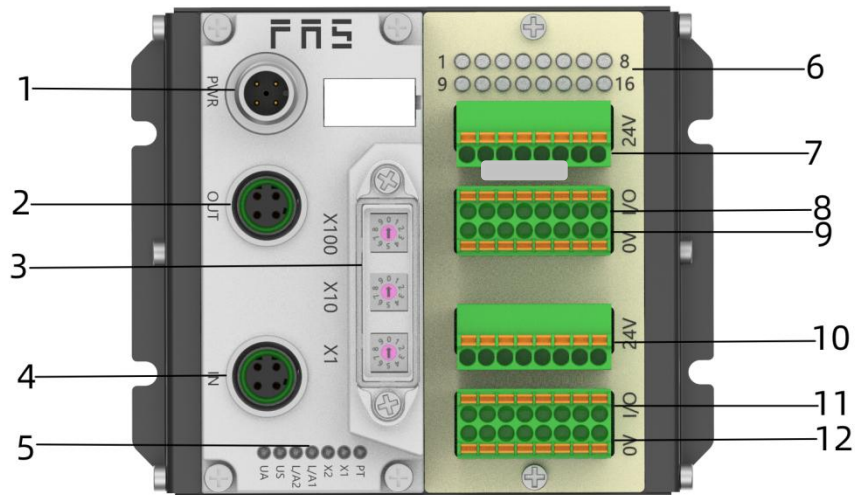 FAS
1
PWR
2
OUT
3
X100
X10
X1
4
IN
5
UA
US
L/A2
L/A1
X2
X1
PT
1
8
9
16
6
24V
7
I/O
8
0V
9
24V
10
I/O
11
0V
12